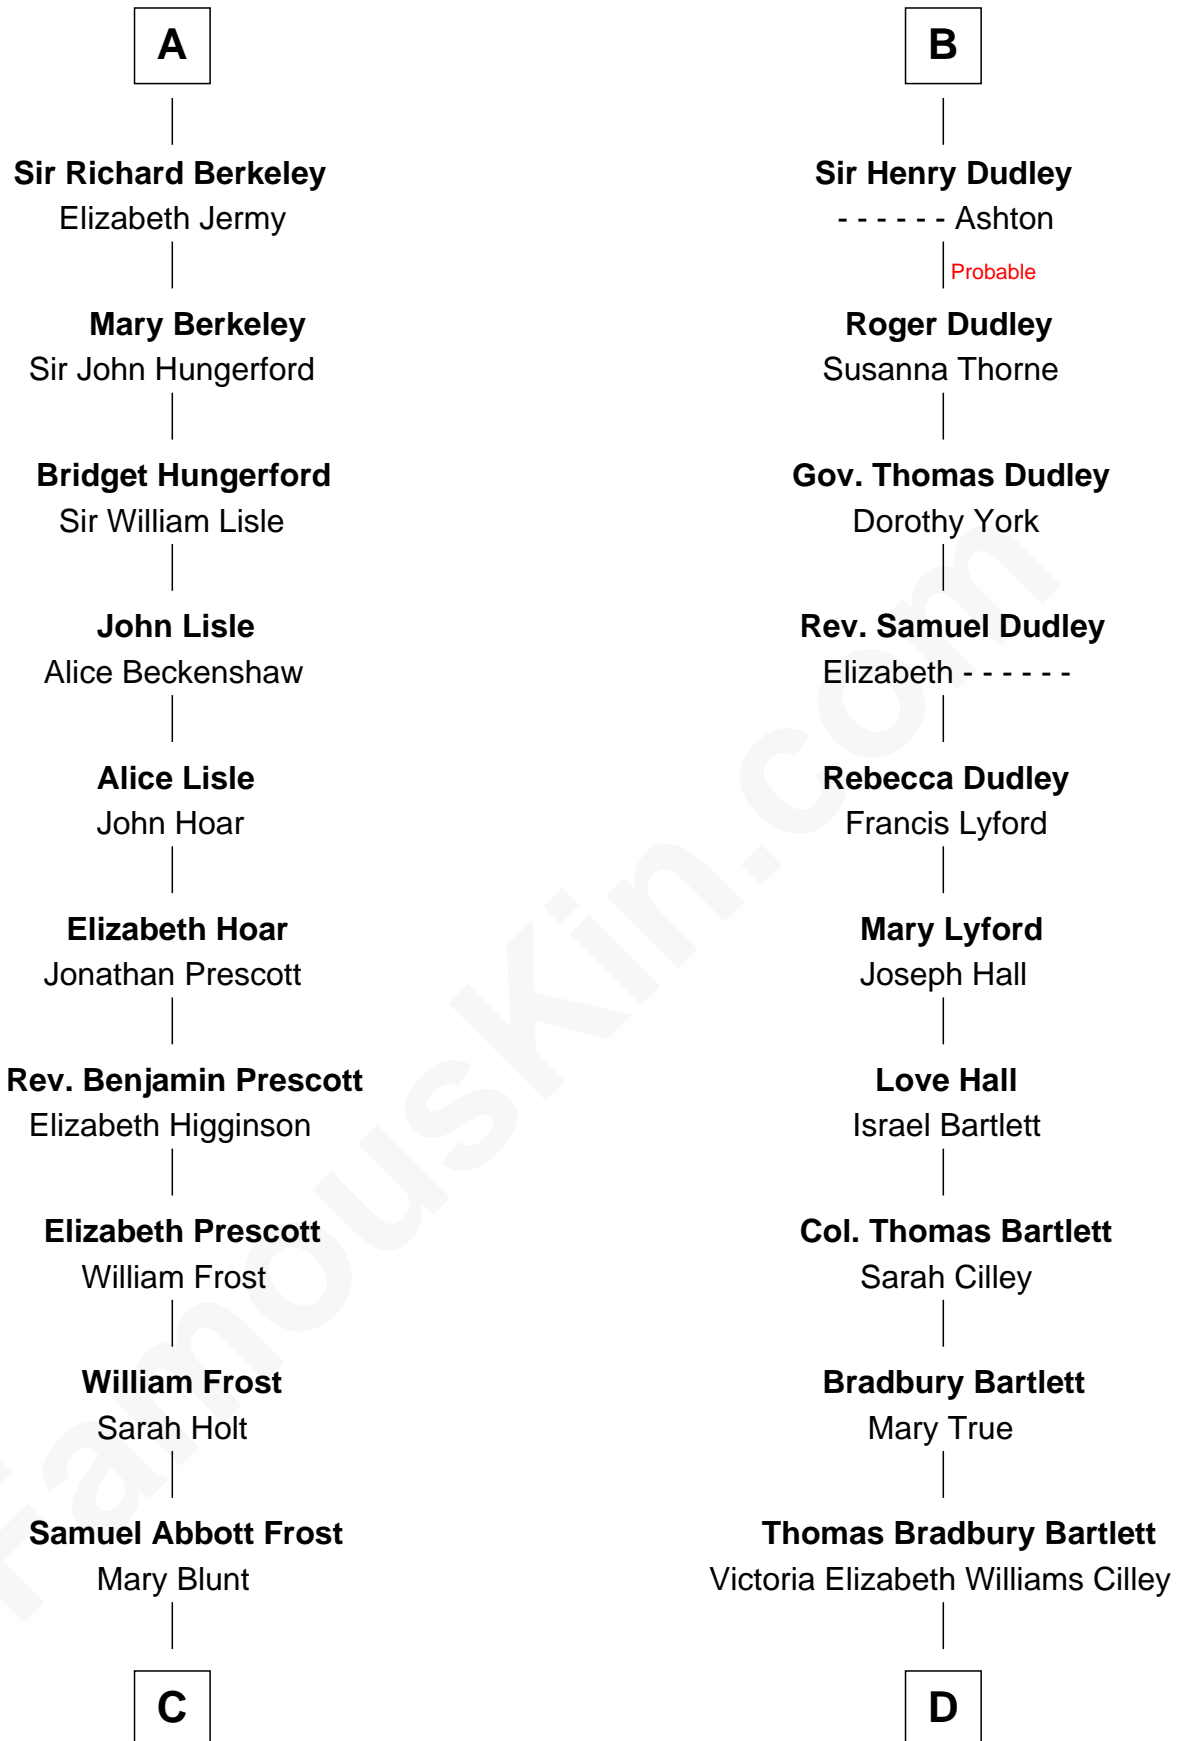 A
Sir Richard Berkeley
Elizabeth Jermy
Mary Berkeley
Sir John Hungerford
Bridget Hungerford
Sir William Lisle
John Lisle
Alice Beckenshaw
Alice Lisle
John Hoar
Elizabeth Hoar
Jonathan Prescott
Rev. Benjamin Prescott
Elizabeth Higginson
Elizabeth Prescott
William Frost
William Frost
Sarah Holt
Samuel Abbott Frost
Mary Blunt
C
B
Sir Henry Dudley
- - - - - - Ashton
Probable
Roger Dudley
Susanna Thorne
Gov. Thomas Dudley
Dorothy York
Rev. Samuel Dudley
Elizabeth - - - - - -
Rebecca Dudley
Francis Lyford
Mary Lyford
Joseph Hall
Love Hall
Israel Bartlett
Col. Thomas Bartlett
Sarah Cilley
Bradbury Bartlett
Mary True
Thomas Bradbury Bartlett
Victoria Elizabeth Williams Cilley
D
FamousKin.com